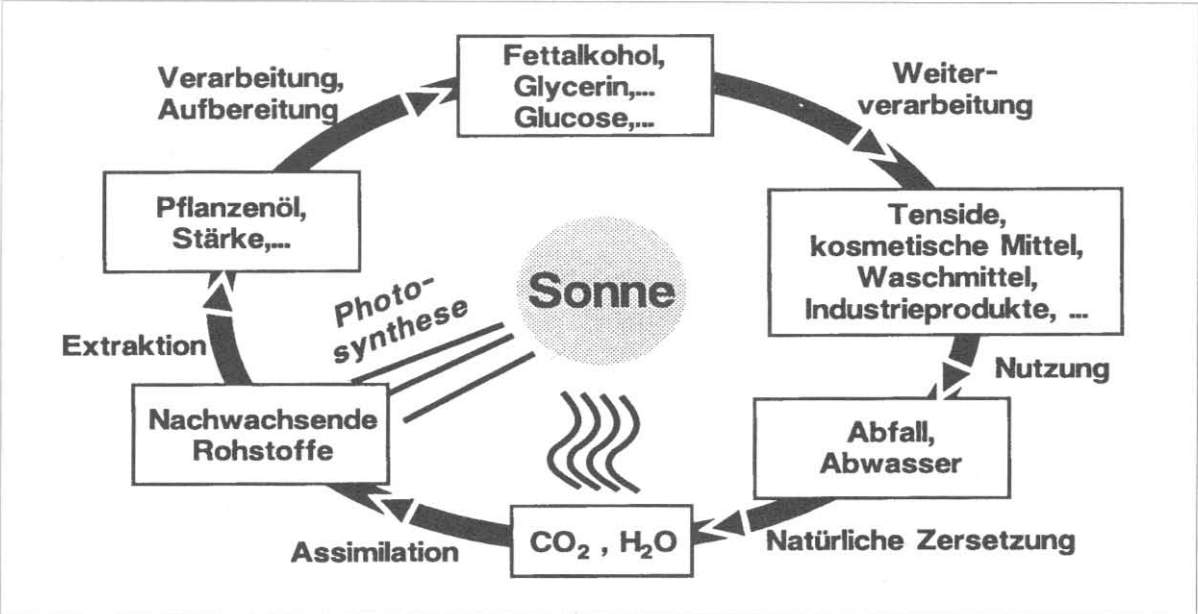 Fettalkohol,
Glycerin,...
Glucose,...
Weiter-
verarbeitung
Tenside,
kosmetische Mittel,
Waschmittel,
Industrieprodukte, ...
Nutzung
Abfall,
Abwasser
Natürliche Zersetzung
CO₂ , H₂O
Assimilation
Nachwachsende
Rohstoffe
Extraktion
Pflanzenöl,
Stärke,...
Verarbeitung,
Aufbereitung
Photo-
synthese
Sonne